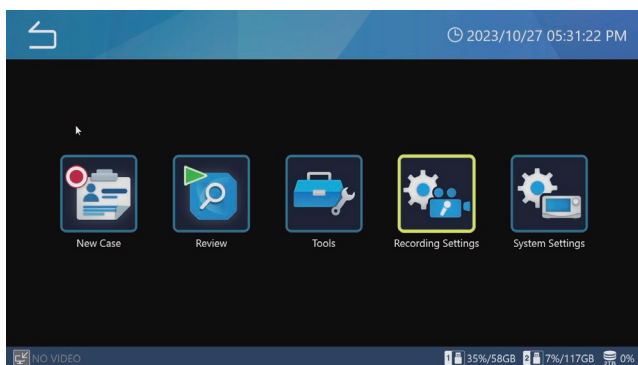 2023/10/27 05:31:22 PM
New Case
Review
Tools
Recording Settings
System Settings
NO VIDEO
1 35%/58GB 2 7%/117GB 2TB 0%